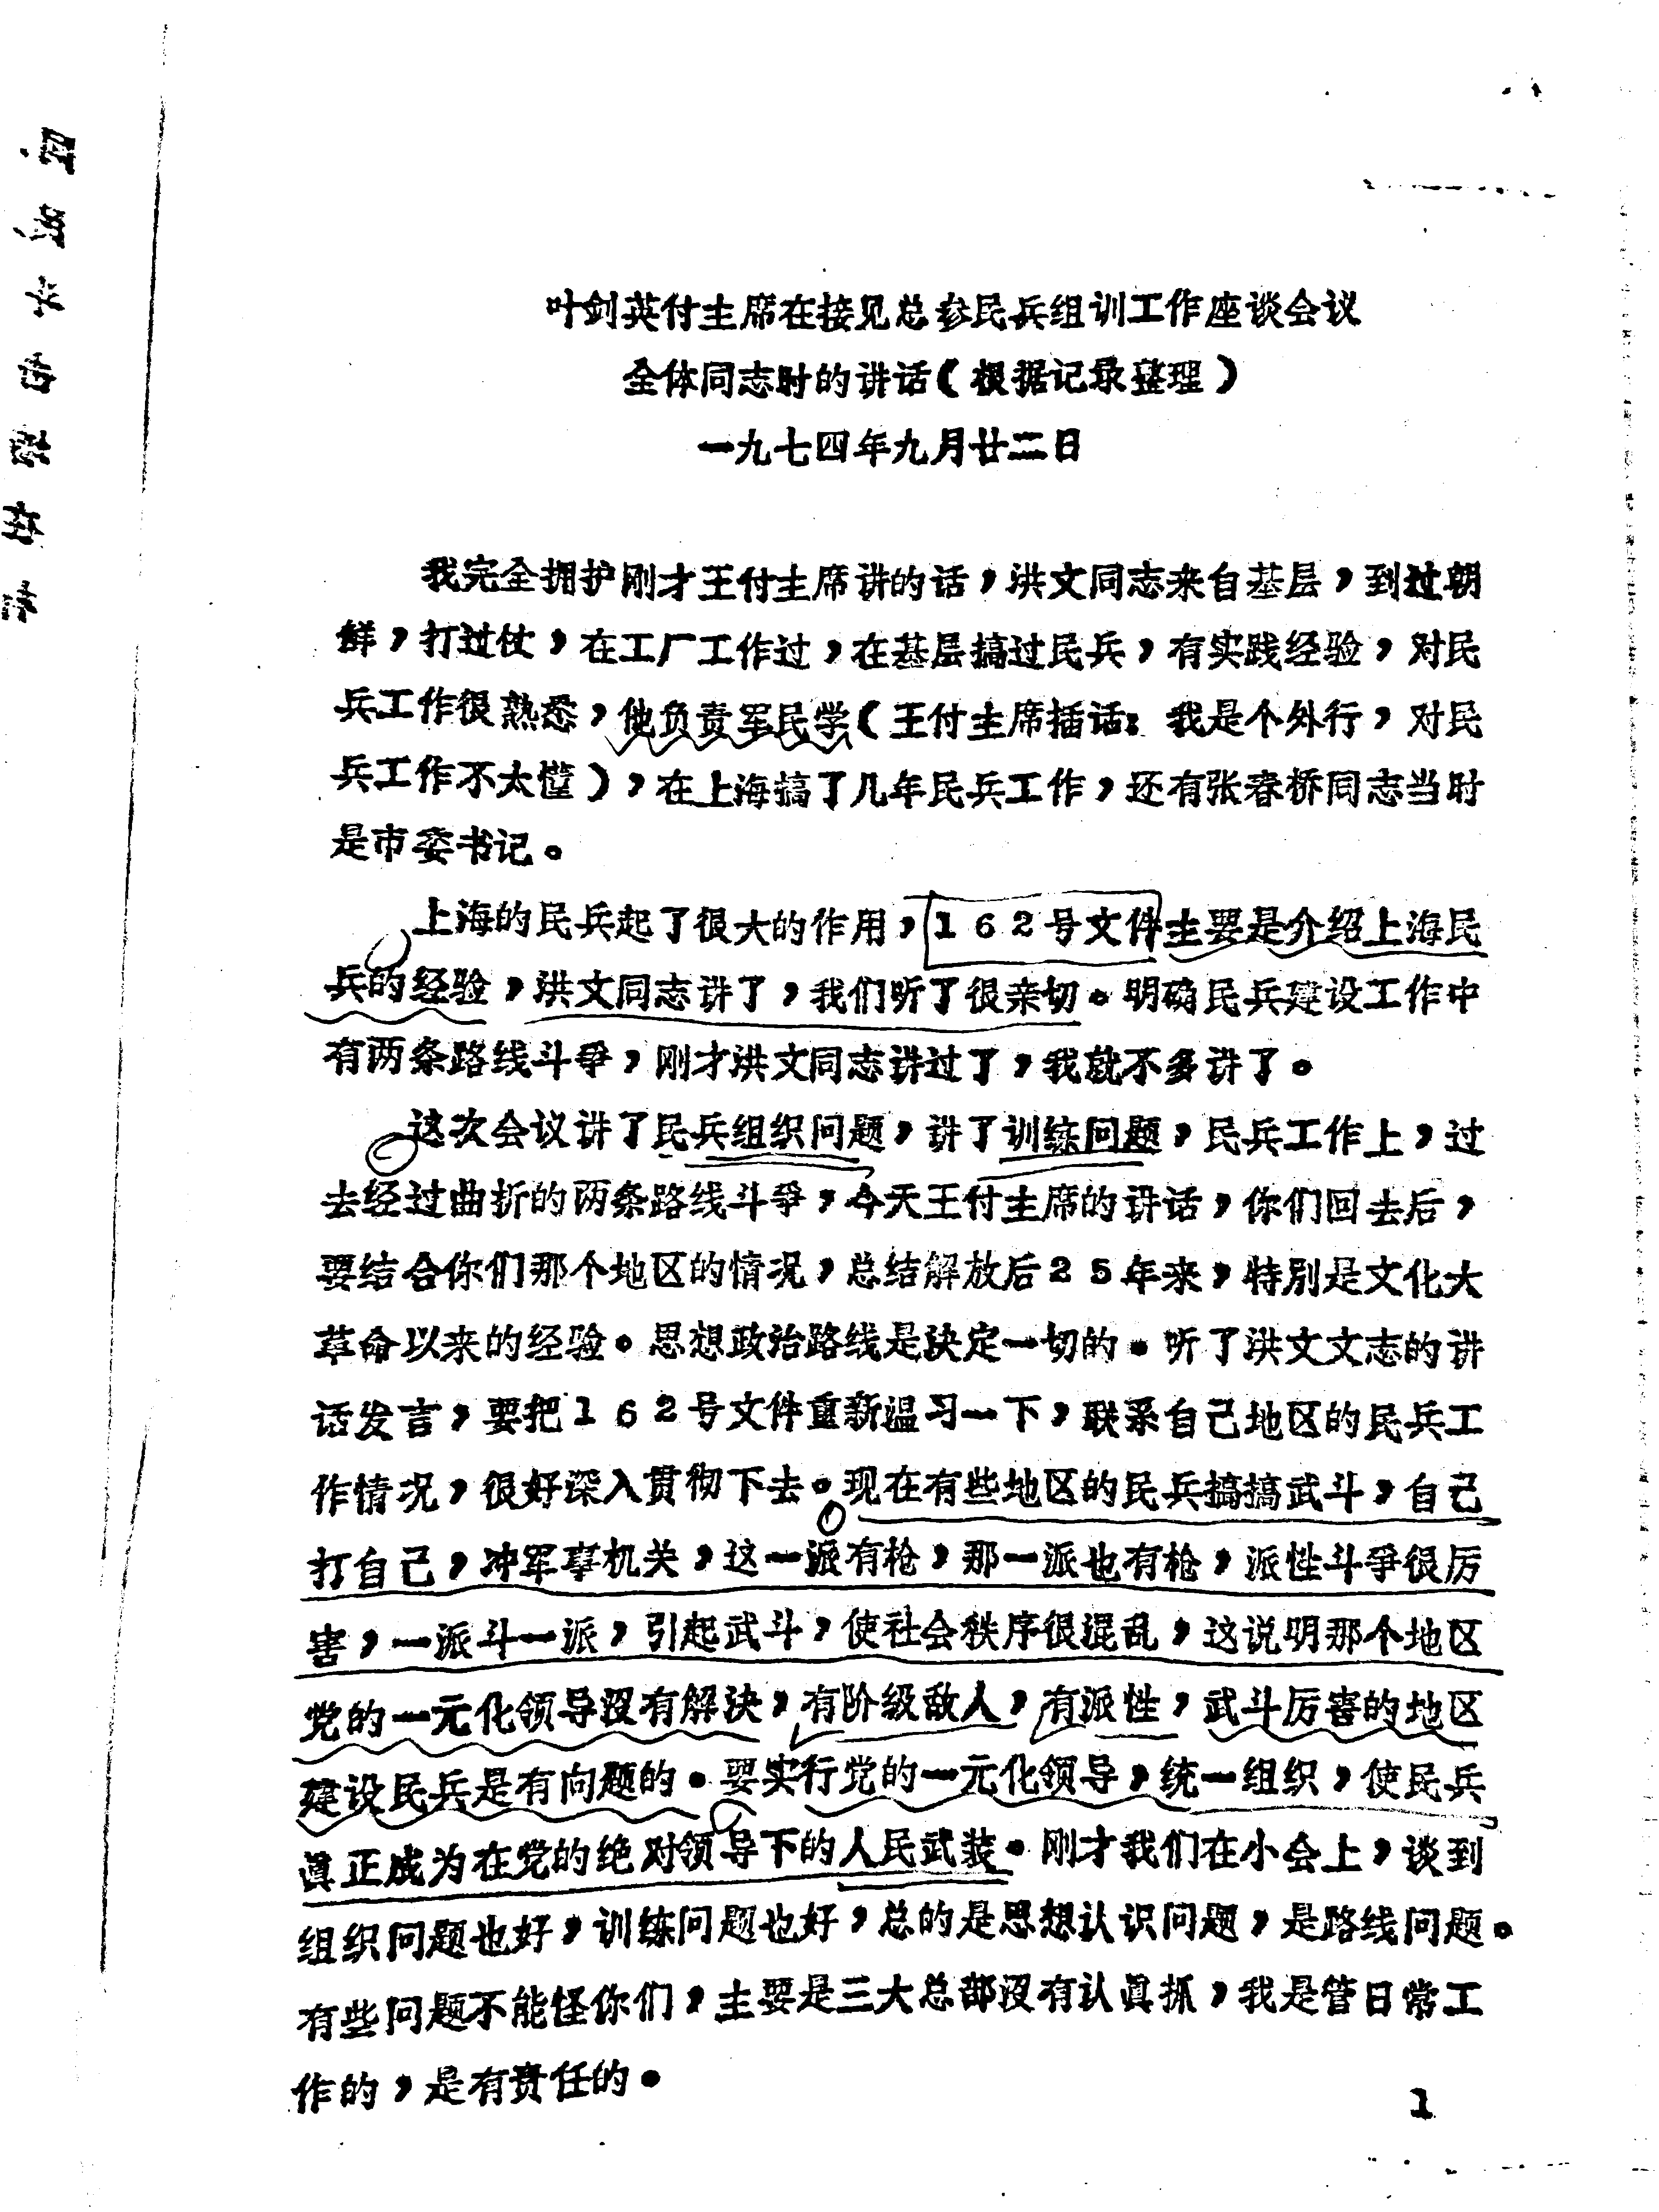 叶剑英付主席在接见总参民兵组训工作座谈会议
全体同志时的讲话(根据记录整理)
一九七四年九月廿二日
我完全拥护刚才王付主席讲的话，洪文同志来自基层，到过朝
鲜，打过仗，在工厂工作过，在基层搞过民兵，有实践经验，对民
兵工作很熟悉，他负责军民学(王付主席插话：我是个外行，对民
兵工作不太懂)，在上海搞了几年民兵工作，还有张春桥同志当时
是市委书记。
上海的民兵起了很大的作用，162号文件主要是介绍上海民
兵的经验，洪文同志讲了，我们听了很亲切。明确民兵建设工作中
有两条路线斗爭，刚才洪文同志讲过了，我就不多讲了。
这次会议讲了民兵组织问题，讲了训练问题，民兵工作上，过
去经过曲折的两条路线斗爭，今天王付主席的讲话，你们回去后，
要结合你们那个地区的情况，总结解放后25年来，特别是文化大
革命以来的经验。思想政治路线是决定一切的。听了洪文文志的讲
话发言，要把162号文件重新温习一下，联系自己地区的民兵工
作情况，很好深入贯彻下去。现在有些地区的民兵搞搞武斗，自己
打自己，冲军事机关，这一派有枪，那一派也有枪，派性斗爭很厉
害，一派斗一派，引起武斗，使社会秩序很混乱，这说明那个地区
党的一元化领导没有解决，有阶级敌人，有派性，武斗厉害的地区
建设民兵是有问题的。要实行党的一元化领导，统一组织，使民兵
眞正成为在党的绝对领导下的人民武装。刚才我们在小会上，谈到
组织问题也好，训练问题也好，总的是思想认识问题，是路线问题。
有些问题不能怪你们，主要是三大总部没有认眞抓，我是管日常工
作的，是有责任的。
1